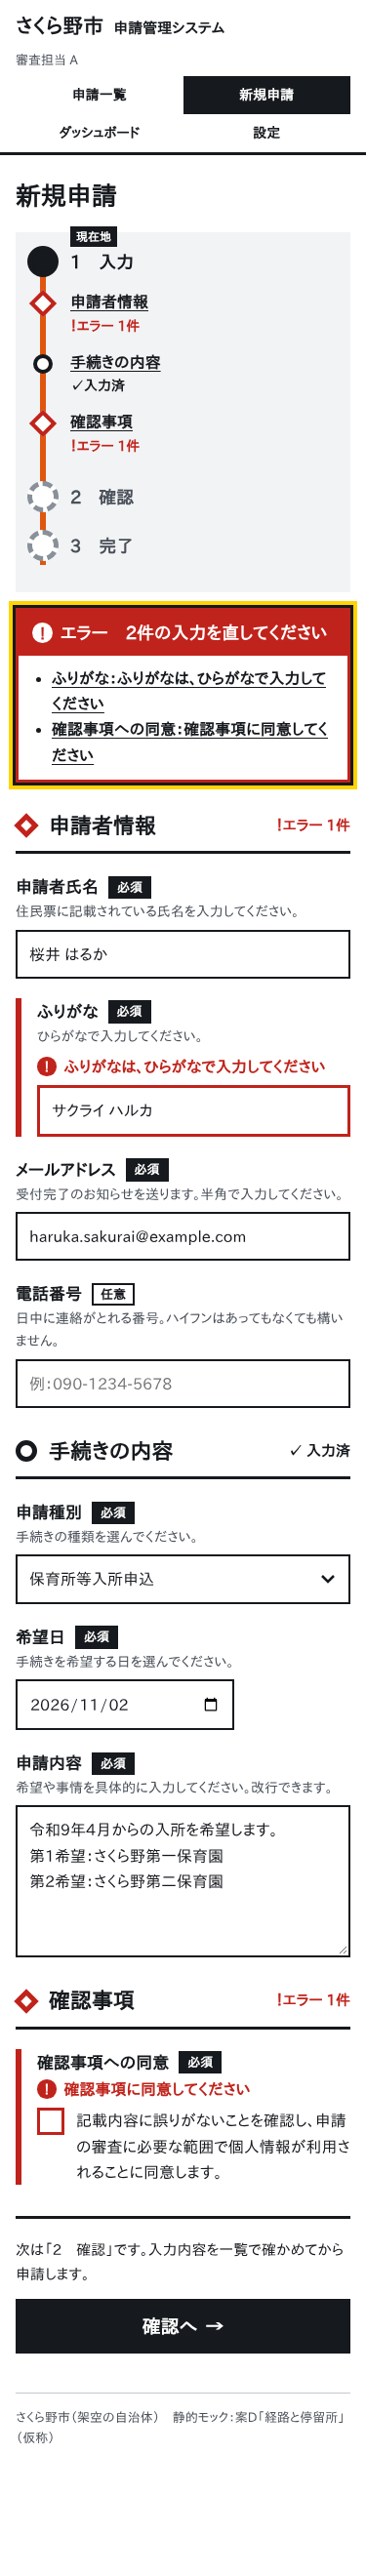 さくら野市 申請管理システム
審査担当 A
申請一覧 新規申請
ダッシュボード 設定
新規申請
現在地
1 入力
申請者情報
!エラー 1件
手続きの内容
✓入力済
確認事項
!エラー 1件
2 確認
3 完了
! エラー 2件の入力を直してください
• ふりがな：ふりがなは、ひらがなで入力して
ください
• 確認事項への同意：確認事項に同意してく
ださい
申請者情報 !エラー 1件
申請者氏名 必須
住民票に記載されている氏名を入力してください。
桜井 はるか
ふりがな 必須
ひらがなで入力してください。
! ふりがなは、ひらがなで入力してください
サクライ ハルカ
メールアドレス 必須
受付完了のお知らせを送ります。半角で入力してください。
haruka.sakurai@example.com
電話番号 任意
日中に連絡がとれる番号。ハイフンはあってもなくても構い
ません。
例：090-1234-5678
手続きの内容 ✓ 入力済
申請種別 必須
手続きの種類を選んでください。
保育所等入所申込
希望日 必須
手続きを希望する日を選んでください。
2026/11/02
申請内容 必須
希望や事情を具体的に入力してください。改行できます。
令和9年4月からの入所を希望します。
第1希望：さくら野第一保育園
第2希望：さくら野第二保育園
確認事項 !エラー 1件
確認事項への同意 必須
! 確認事項に同意してください
記載内容に誤りがないことを確認し、申請
の審査に必要な範囲で個人情報が利用さ
れることに同意します。
次は「2 確認」です。入力内容を一覧で確かめてから
申請します。
確認へ →
さくら野市（架空の自治体） 静的モック：案D「経路と停留所」
（仮称）